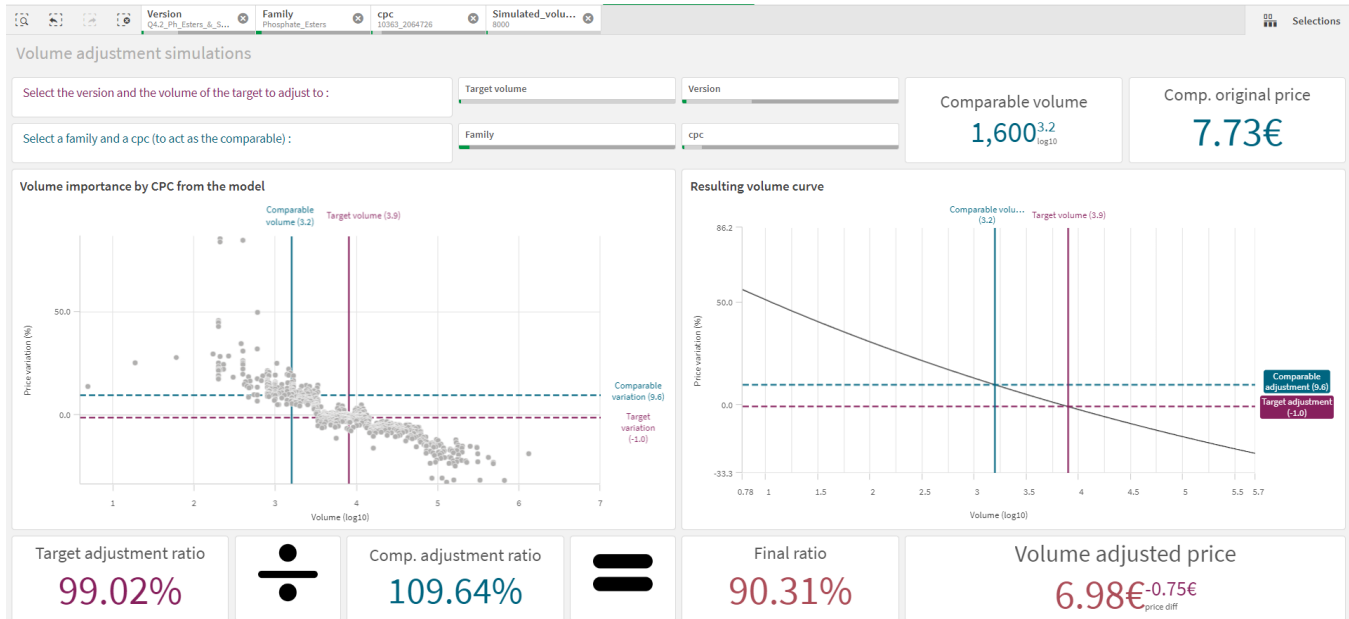 Version
Q4.2_Ph_Esters_&_S...
Family
Phosphate_Esters
cpc
10363_2064726
Simulated_volu...
8000
Selections
Volume adjustment simulations
Select the version and the volume of the target to adjust to :
Target volume
Version
Select a family and a cpc (to act as the comparable) :
Family
cpc
Comparable volume
1,600 3.2
log10
Comp. original price
7.73€
Volume importance by CPC from the model
Comparable
volume (3.2)
Target volume (3.9)
Price variation (%)
50.0
0.0
Comparable
variation (9.6)
Target
variation
(-1.0)
1 2 3 4 5 6 7
Volume (log10)
Resulting volume curve
Comparable volu...
(3.2)
Target volume (3.9)
Price variation (%)
86.2
50.0
0.0
-33.3
Comparable
adjustment (9.6)
Target adjustment
(-1.0)
0.78 1 1.5 2 2.5 3 3.5 4 4.5 5 5.5 5.7
Volume (log10)
Target adjustment ratio
99.02%
÷
Comp. adjustment ratio
109.64%
=
Final ratio
90.31%
Volume adjusted price
6.98€ -0.75€
price diff